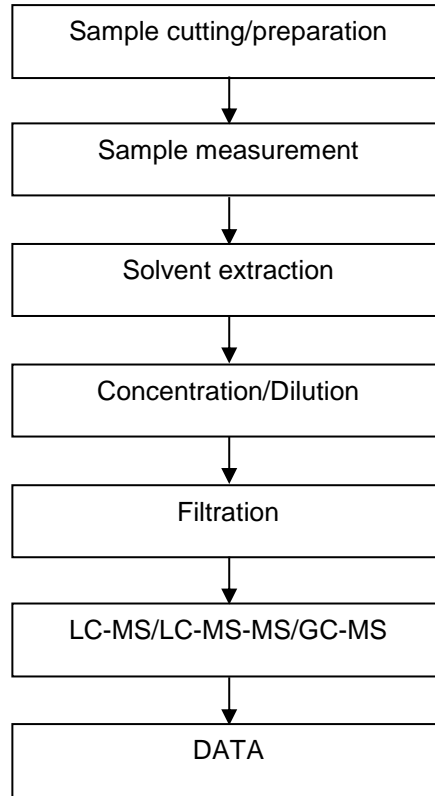 Sample cutting/preparation
Sample measurement
Solvent extraction
Concentration/Dilution
Filtration
LC-MS/LC-MS-MS/GC-MS
DATA